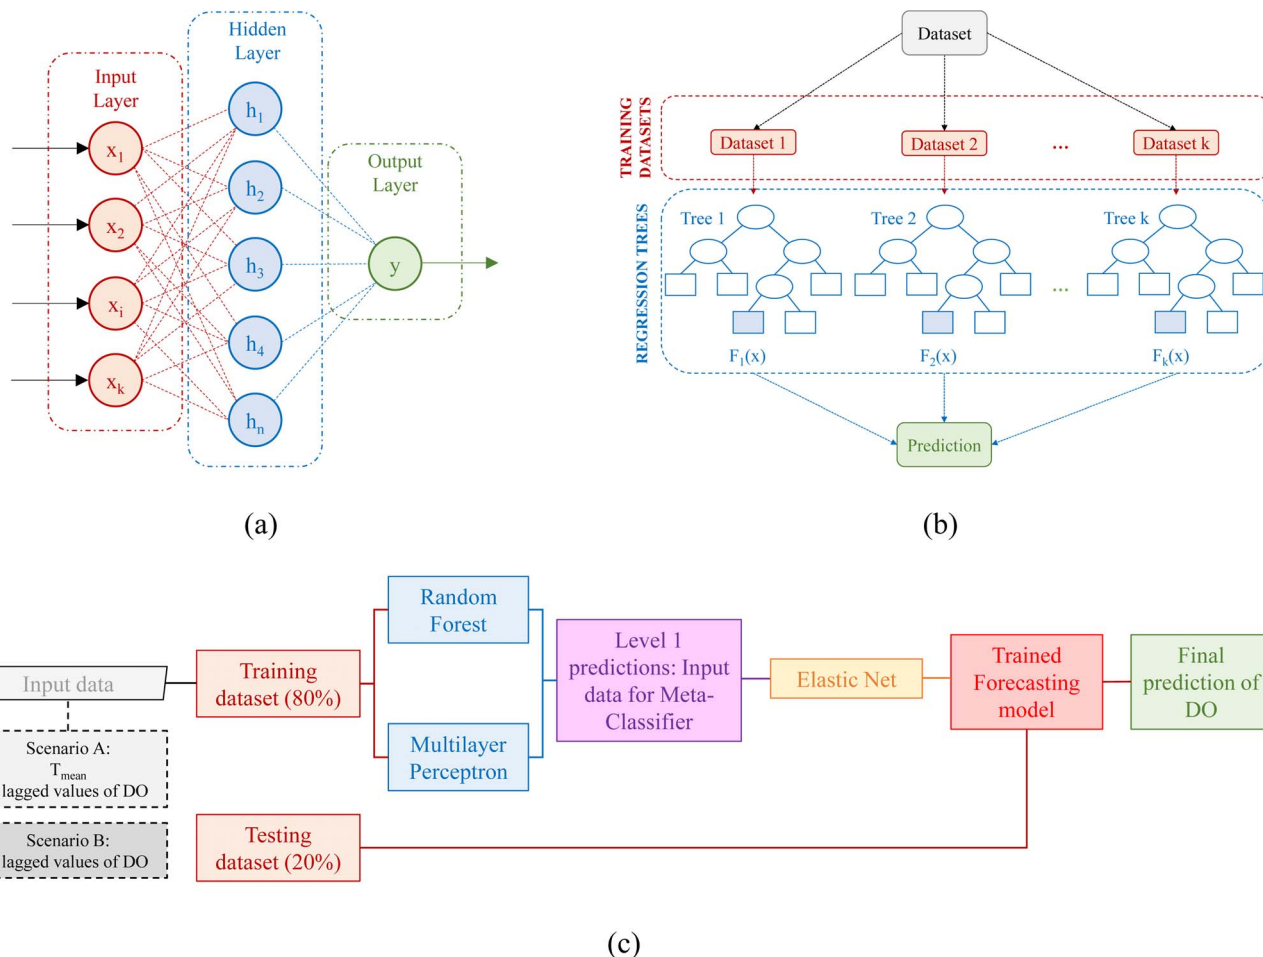 Hidden
Layer
Input
Layer
Output
Layer
x1
x2
xi
xk
h1
h2
h3
h4
hn
y
(a)
Dataset
TRAINING
DATASETS
Dataset 1
Dataset 2
...
Dataset k
REGRESSION TREES
Tree 1
Tree 2
Tree k
...
F1(x)
F2(x)
Fk(x)
Prediction
(b)
Input data
Scenario A:
Tmean
lagged values of DO
Scenario B:
lagged values of DO
Training
dataset (80%)
Testing
dataset (20%)
Random
Forest
Multilayer
Perceptron
Level 1
predictions: Input
data for Meta-
Classifier
Elastic Net
Trained
Forecasting
model
Final
prediction of
DO
(c)